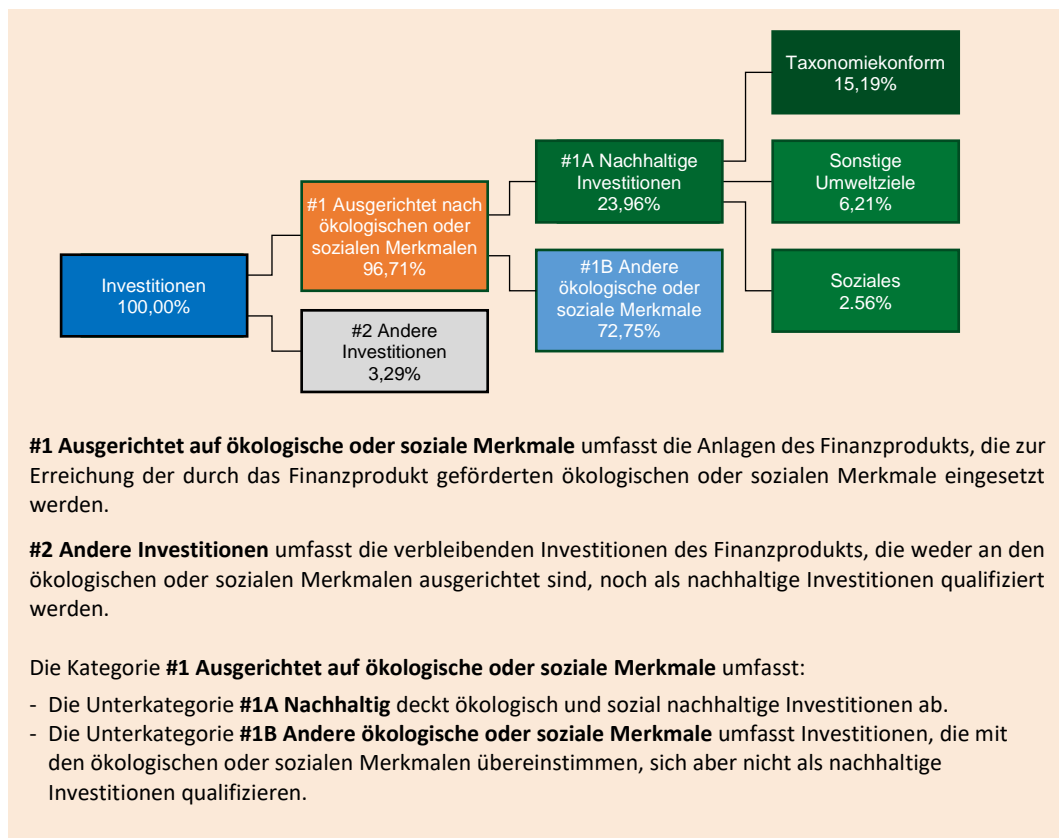 Taxonomiekonform
15,19%
#1A Nachhaltige
Investitionen
23,96%
Sonstige
Umweltziele
6,21%
#1 Ausgerichtet nach
ökologischen oder
sozialen Merkmalen
96,71%
#1B Andere
ökologische oder
soziale Merkmale
72,75%
Soziales
2.56%
Investitionen
100,00%
#2 Andere
Investitionen
3,29%
#1 Ausgerichtet auf ökologische oder soziale Merkmale umfasst die Anlagen des Finanzprodukts, die zur
Erreichung der durch das Finanzprodukt geförderten ökologischen oder sozialen Merkmale eingesetzt
werden.
#2 Andere Investitionen umfasst die verbleibenden Investitionen des Finanzprodukts, die weder an den
ökologischen oder sozialen Merkmalen ausgerichtet sind, noch als nachhaltige Investitionen qualifiziert
werden.
Die Kategorie #1 Ausgerichtet auf ökologische oder soziale Merkmale umfasst:
- Die Unterkategorie #1A Nachhaltig deckt ökologisch und sozial nachhaltige Investitionen ab.
- Die Unterkategorie #1B Andere ökologische oder soziale Merkmale umfasst Investitionen, die mit
den ökologischen oder sozialen Merkmalen übereinstimmen, sich aber nicht als nachhaltige
Investitionen qualifizieren.